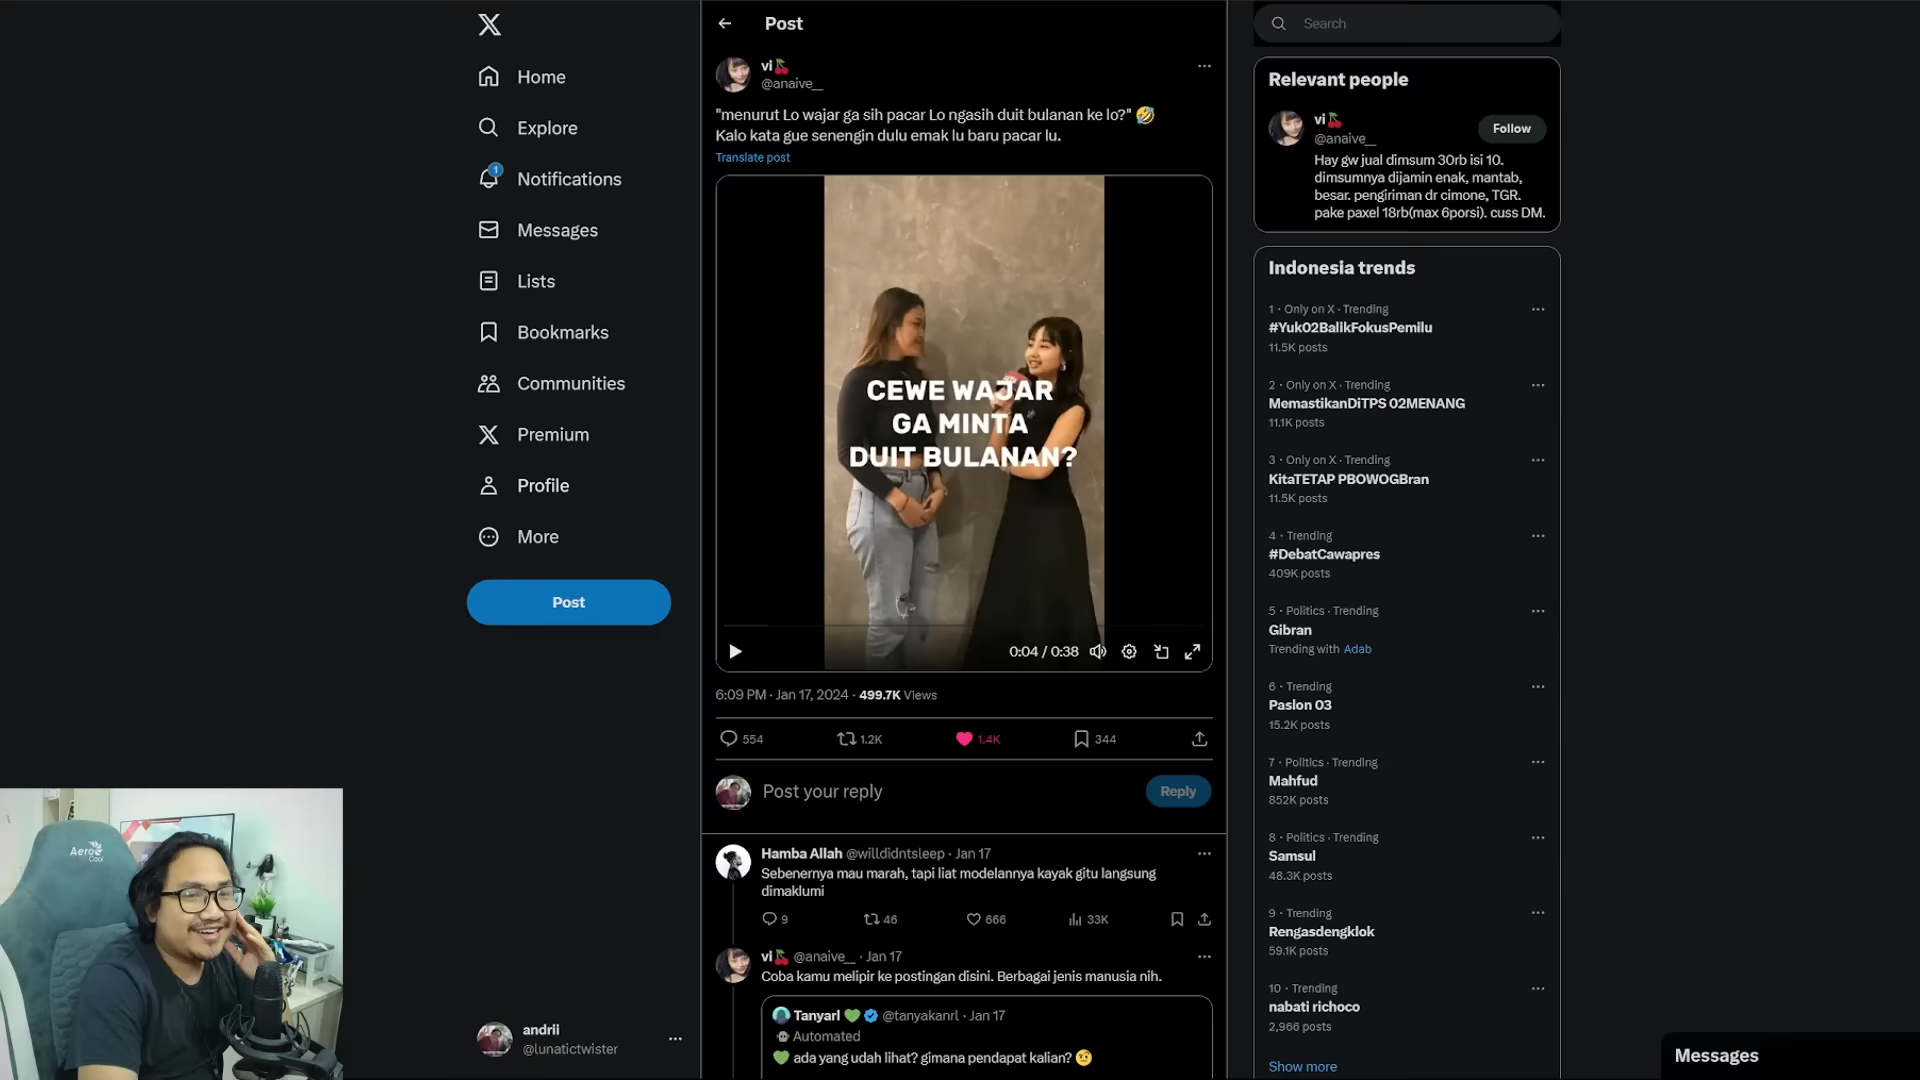 Home
Explore
1
Notifications
Messages
Lists
Bookmarks
Communities
Premium
Profile
More
Post
andrii
@lunatictwister
Aero
Cool
Post
vi🍒
@anaive__
"menurut Lo wajar ga sih pacar Lo ngasih duit bulanan ke lo?" 🤣
Kalo kata gue senengin dulu emak lu baru pacar lu.
Translate post
CEWE WAJAR
GA MINTA
DUIT BULANAN?
0:04 / 0:38
6:09 PM · Jan 17, 2024 · 499.7K Views
554 1.2K 1.4K 344
Post your reply
Reply
Hamba Allah @willdidntsleep · Jan 17
Sebenernya mau marah, tapi liat modelannya kayak gitu langsung
dimaklumi
9 46 666 33K
vi🍒 @anaive__ · Jan 17
Coba kamu melipir ke postingan disini. Berbagai jenis manusia nih.
Tanyarl 💚 @tanyakanrl · Jan 17
Automated
💚 ada yang udah lihat? gimana pendapat kalian? 🤨
Search
Relevant people
vi🍒
@anaive__
Follow
Hay gw jual dimsum 30rb isi 10.
dimsumnya dijamin enak, mantab,
besar. pengiriman dr cimone, TGR.
pake paxel 18rb(max 6porsi). cuss DM.
Indonesia trends
1 · Only on X · Trending
#Yuk02BalikFokusPemilu
11.5K posts
2 · Only on X · Trending
MemastikanDiTPS 02MENANG
11.1K posts
3 · Only on X · Trending
KitaTETAP PBOWOGBran
11.5K posts
4 · Trending
#DebatCawapres
409K posts
5 · Politics · Trending
Gibran
Trending with Adab
6 · Trending
Paslon 03
15.2K posts
7 · Politics · Trending
Mahfud
852K posts
8 · Politics · Trending
Samsul
48.3K posts
9 · Trending
Rengasdengklok
59.1K posts
10 · Trending
nabati richoco
2,966 posts
Show more
Messages